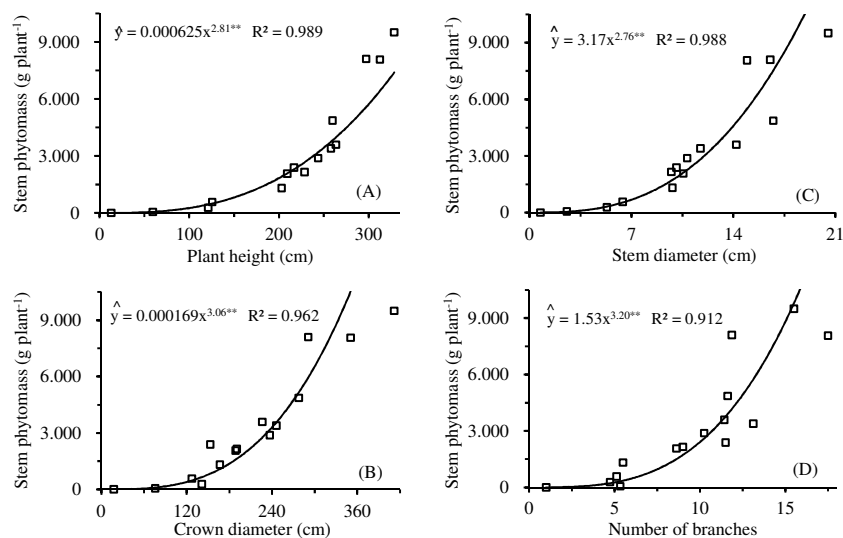 ŷ = 0.000625x^2.81** R² = 0.989
Stem phytomass (g plant⁻¹)
9.000
6.000
3.000
0
(A)
0 100 200 300
Plant height (cm)
ŷ = 3.17x^2.76** R² = 0.988
Stem phytomass (g plant⁻¹)
9.000
6.000
3.000
0
(C)
0 7 14 21
Stem diameter (cm)
ŷ = 0.000169x^3.06** R² = 0.962
Stem phytomass (g plant⁻¹)
9.000
6.000
3.000
0
(B)
0 120 240 360
Crown diameter (cm)
ŷ = 1.53x^3.20** R² = 0.912
Stem phytomass (g plant⁻¹)
9.000
6.000
3.000
0
(D)
0 5 10 15
Number of branches